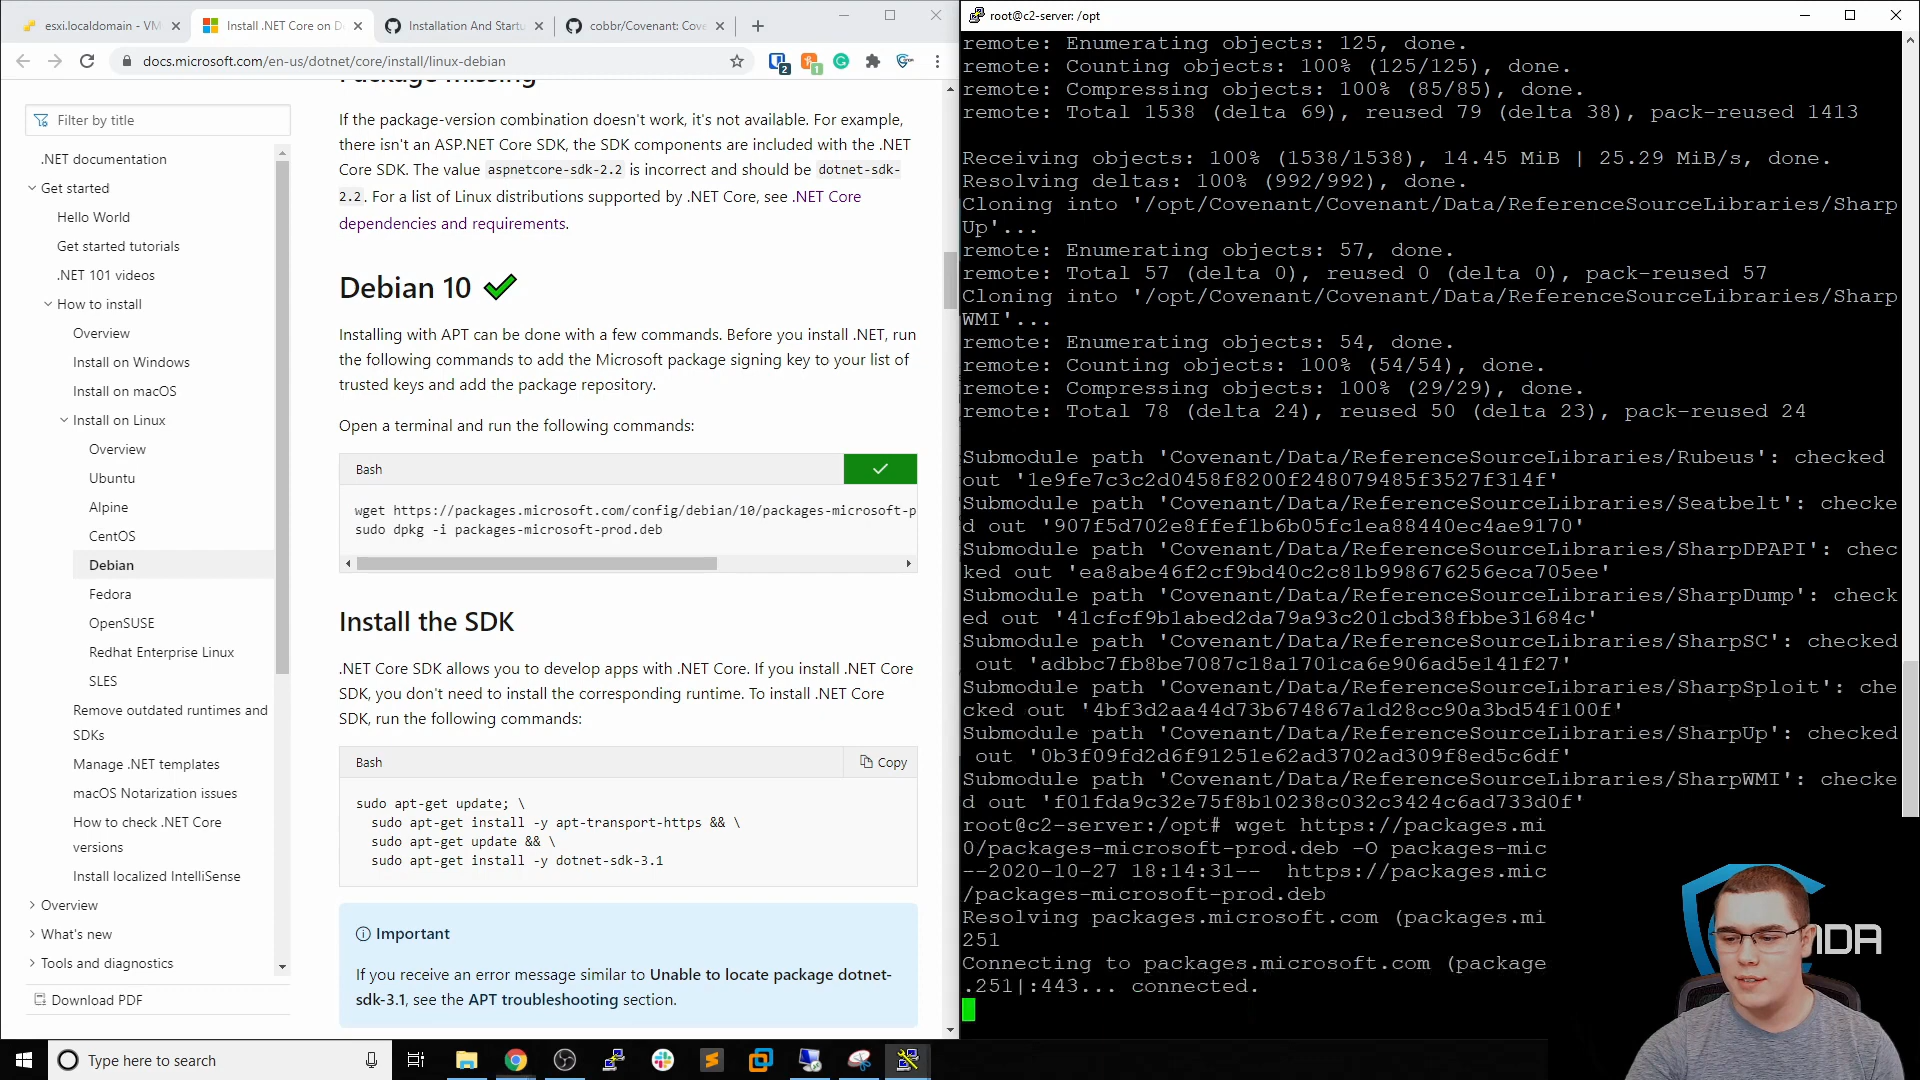 esxi.localdomain - VM
Install .NET Core on D
Installation And Startu
cobbr/Covenant: Cove
docs.microsoft.com/en-us/dotnet/core/install/linux-debian
2
1
Filter by title
.NET documentation
Get started
Hello World
Get started tutorials
.NET 101 videos
How to install
Overview
Install on Windows
Install on macOS
Install on Linux
Overview
Ubuntu
Alpine
CentOS
Debian
Fedora
OpenSUSE
Redhat Enterprise Linux
SLES
Remove outdated runtimes and
SDKs
Manage .NET templates
macOS Notarization issues
How to check .NET Core
versions
Install localized IntelliSense
Overview
What's new
Tools and diagnostics
Download PDF
Package missing
If the package-version combination doesn't work, it's not available. For example,
there isn't an ASP.NET Core SDK, the SDK components are included with the .NET
Core SDK. The value aspnetcore-sdk-2.2 is incorrect and should be dotnet-sdk-
2.2. For a list of Linux distributions supported by .NET Core, see .NET Core
dependencies and requirements.
Debian 10
Installing with APT can be done with a few commands. Before you install .NET, run
the following commands to add the Microsoft package signing key to your list of
trusted keys and add the package repository.
Open a terminal and run the following commands:
Bash
wget https://packages.microsoft.com/config/debian/10/packages-microsoft-p
sudo dpkg -i packages-microsoft-prod.deb
Install the SDK
.NET Core SDK allows you to develop apps with .NET Core. If you install .NET Core
SDK, you don't need to install the corresponding runtime. To install .NET Core
SDK, run the following commands:
Bash
Copy
sudo apt-get update; \
sudo apt-get install -y apt-transport-https && \
sudo apt-get update && \
sudo apt-get install -y dotnet-sdk-3.1
Important
If you receive an error message similar to Unable to locate package dotnet-
sdk-3.1, see the APT troubleshooting section.
root@c2-server: /opt
remote: Enumerating objects: 125, done.
remote: Counting objects: 100% (125/125), done.
remote: Compressing objects: 100% (85/85), done.
remote: Total 1538 (delta 69), reused 79 (delta 38), pack-reused 1413
Receiving objects: 100% (1538/1538), 14.45 MiB | 25.29 MiB/s, done.
Resolving deltas: 100% (992/992), done.
Cloning into '/opt/Covenant/Covenant/Data/ReferenceSourceLibraries/Sharp
Up'...
remote: Enumerating objects: 57, done.
remote: Total 57 (delta 0), reused 0 (delta 0), pack-reused 57
Cloning into '/opt/Covenant/Covenant/Data/ReferenceSourceLibraries/Sharp
WMI'...
remote: Enumerating objects: 54, done.
remote: Counting objects: 100% (54/54), done.
remote: Compressing objects: 100% (29/29), done.
remote: Total 78 (delta 24), reused 50 (delta 23), pack-reused 24
Submodule path 'Covenant/Data/ReferenceSourceLibraries/Rubeus': checked
out '1e9fe7c3c2d0458f8200f248079485f3527f314f'
Submodule path 'Covenant/Data/ReferenceSourceLibraries/Seatbelt': checke
d out '907f5d702e8ffef1b6b05fc1ea88440ec4ae9170'
Submodule path 'Covenant/Data/ReferenceSourceLibraries/SharpDPAPI': chec
ked out 'ea8abe46f2cf9bd40c2c81b998676256eca705ee'
Submodule path 'Covenant/Data/ReferenceSourceLibraries/SharpDump': check
ed out '41cfcf9b1abed2da79a93c201cbd38fbbe31684c'
Submodule path 'Covenant/Data/ReferenceSourceLibraries/SharpSC': checked
out 'adbbc7fb8be7087c18a1701ca6e906ad5e141f27'
Submodule path 'Covenant/Data/ReferenceSourceLibraries/SharpSploit': che
cked out '4bf3d2aa44d73b674867a1d28cc90a3bd54f100f'
Submodule path 'Covenant/Data/ReferenceSourceLibraries/SharpUp': checked
out '0b3f09fd2d6f91251e62ad3702ad309f8ed5c6df'
Submodule path 'Covenant/Data/ReferenceSourceLibraries/SharpWMI': checke
d out 'f01fda9c32e75f8b10238c032c3424c6ad733d0f'
root@c2-server:/opt# wget https://packages.mi
0/packages-microsoft-prod.deb -O packages-mic
--2020-10-27 18:14:31-- https://packages.mic
/packages-microsoft-prod.deb
Resolving packages.microsoft.com (packages.mi
251
Connecting to packages.microsoft.com (package
.251|:443... connected.
NDA
Type here to search